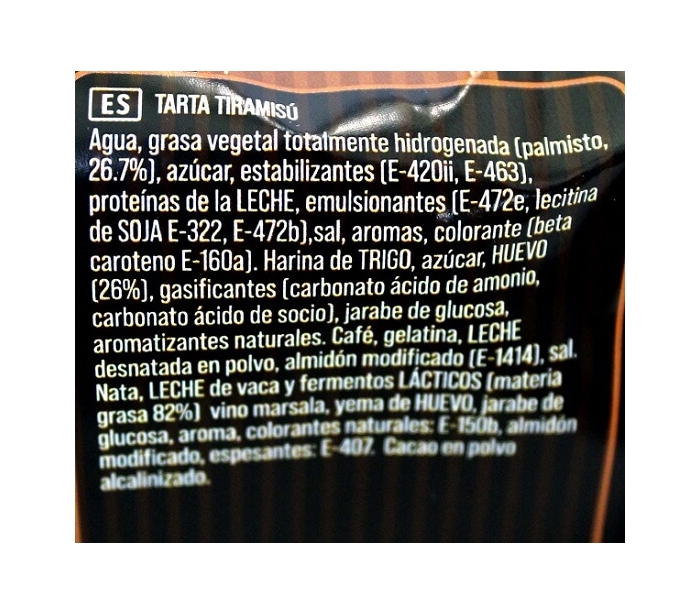 ES TARTA TIRAMISÚ
Agua, grasa vegetal totalmente hidrogenada (palmisto,
26.7%), azúcar, estabilizantes (E-420ii, E-463),
proteínas de la LECHE, emulsionantes (E-472e, lecitina
de SOJA E-322, E-472b),sal, aromas, colorante (beta
caroteno E-160a). Harina de TRIGO, azúcar, HUEVO
(26%), gasificantes (carbonato ácido de amonio,
carbonato ácido de socio), jarabe de glucosa,
aromatizantes naturales. Café, gelatina, LECHE
desnatada en polvo, almidón modificado (E-1414), sal.
Nata, LECHE de vaca y fermentos LÁCTICOS (materia
grasa 82%) vino marsala, yema de HUEVO, jarabe de
glucosa, aroma, colorantes naturales: E-150b, almidón
modificado, espesantes: E-407. Cacao en polvo
alcalinizado.